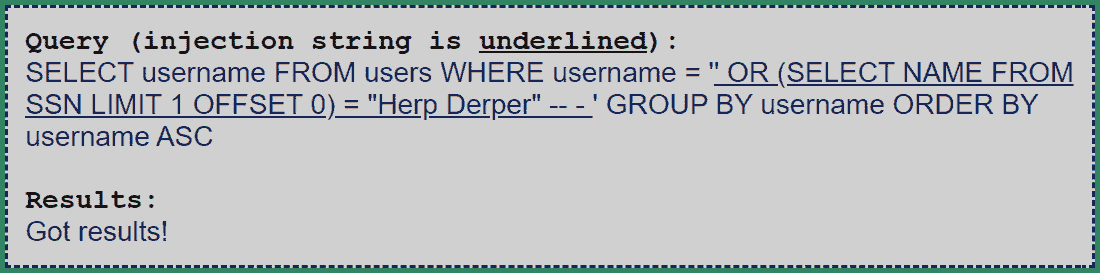 Query (injection string is underlined):
SELECT username FROM users WHERE username = '' OR (SELECT NAME FROM
SSN LIMIT 1 OFFSET 0) = "Herp Derper" -- - ' GROUP BY username ORDER BY
username ASC
Results:
Got results!